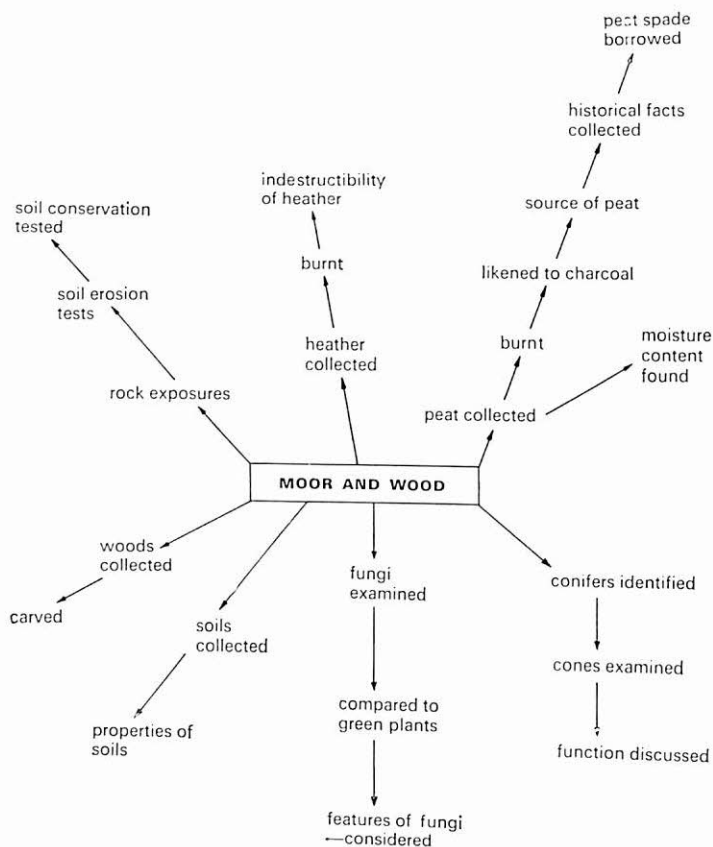 peat spade
borrowed
historical facts
collected
source of peat
likened to charcoal
burnt
peat collected
moisture
content
found
indestructibility
of heather
burnt
heather
collected
soil conservation
tested
soil erosion
tests
rock exposures
MOOR AND WOOD
woods
collected
carved
soils
collected
properties of
soils
fungi
examined
compared to
green plants
features of fungi
considered
conifers identified
cones examined
function discussed